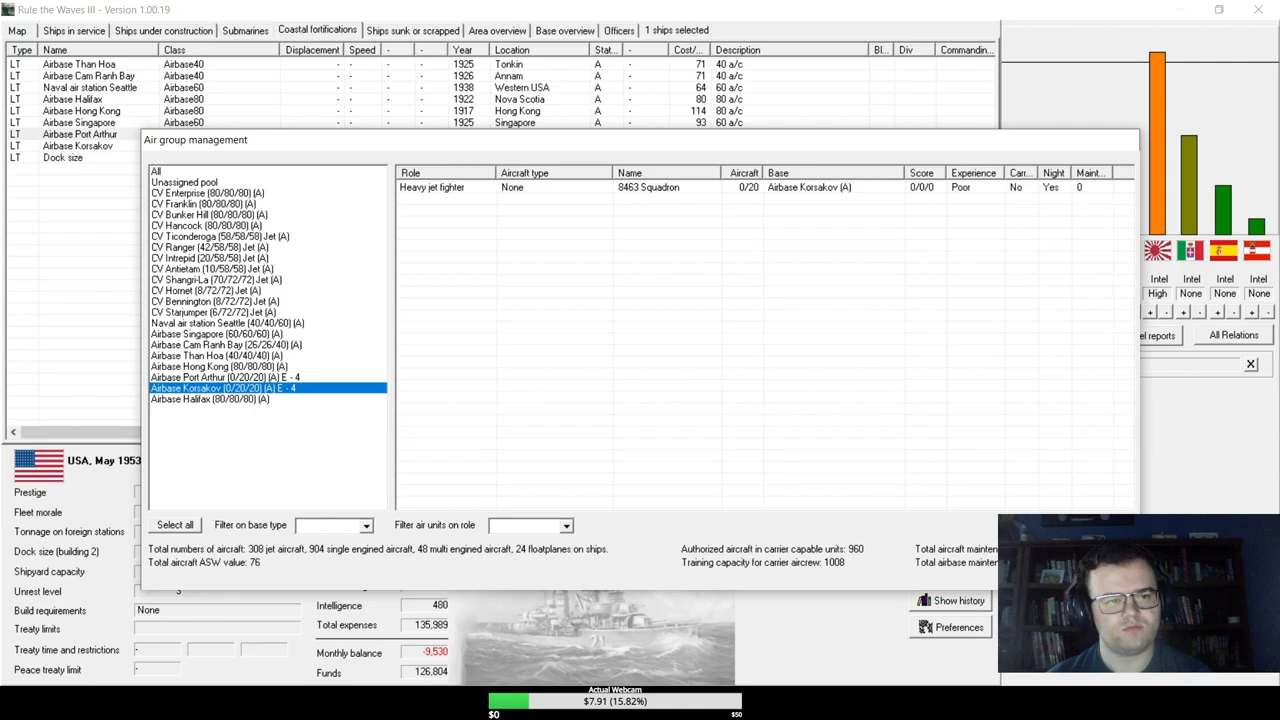 Rule the Waves III - Version 1.00.19
Map Ships in service Ships under construction Submarines Coastal fortifications Ships sunk or scrapped Area overview Base overview Officers 1 ships selected
Type Name Class Displacement Speed - - Year Location Stat... - Cost/... Description Bl... Div Commandin...
LT Airbase Than Hoa Airbase40 - - - - 1925 Tonkin A - 71 40 a/c
LT Airbase Cam Ranh Bay Airbase40 - - - - 1926 Annam A - 71 40 a/c
LT Naval air station Seattle Airbase60 - - - - 1938 Western USA A - 64 60 a/c
LT Airbase Halifax Airbase80 - - - - 1922 Nova Scotia A - 80 80 a/c
LT Airbase Hong Kong Airbase80 - - - - 1917 Hong Kong A - 114 80 a/c
LT Airbase Singapore Airbase60 - - - - 1925 Singapore A - 93 60 a/c
LT Airbase Port Arthur
LT Airbase Korsakov
LT Dock size
Air group management
All
Unassigned pool
CV Enterprise (80/80/80) (A)
CV Franklin (80/80/80) (A)
CV Bunker Hill (80/80/80) (A)
CV Hancock (80/80/80) (A)
CV Ticonderoga (58/58/58) Jet (A)
CV Ranger (42/58/58) Jet (A)
CV Intrepid (20/58/58) Jet (A)
CV Antietam (10/58/58) Jet (A)
CV Shangri-La (70/72/72) Jet (A)
CV Hornet (8/72/72) Jet (A)
CV Bennington (8/72/72) Jet (A)
CV Starjumper (6/72/72) Jet (A)
Naval air station Seattle (40/40/60) (A)
Airbase Singapore (60/60/60) (A)
Airbase Cam Ranh Bay (26/26/40) (A)
Airbase Than Hoa (40/40/40) (A)
Airbase Hong Kong (80/80/80) (A)
Airbase Port Arthur (0/20/20) (A) E - 4
Airbase Korsakov (0/20/20) (A) E - 4
Airbase Halifax (80/80/80) (A)
Role Aircraft type Name Aircraft Base Score Experience Carr... Night Maint...
Heavy jet fighter None 8463 Squadron 0/20 Airbase Korsakov (A) 0/0/0 Poor No Yes 0
Select all Filter on base type Filter air units on role
Total numbers of aircraft: 308 jet aircraft, 904 single engined aircraft, 48 multi engined aircraft, 24 floatplanes on ships.
Total aircraft ASW value: 76
Authorized aircraft in carrier capable units: 960
Training capacity for carrier aircrew: 1008
Total aircraft mainten
Total airbase mainten
Intel Intel Intel Intel
High None None None
+ - + - + - + -
el reports All Relations
X
USA, May 1953
Prestige
Fleet morale
Tonnage on foreign stations
Dock size (building 2)
Shipyard capacity
Unrest level 3
Build requirements None
Treaty limits
Treaty time and restrictions - -
Peace treaty limit -
Intelligence 480
Total expenses 135,989
Monthly balance -9,530
Funds 126,804
Show history
Preferences
Actual Webcam
$7.91 (15.82%)
$0 $50